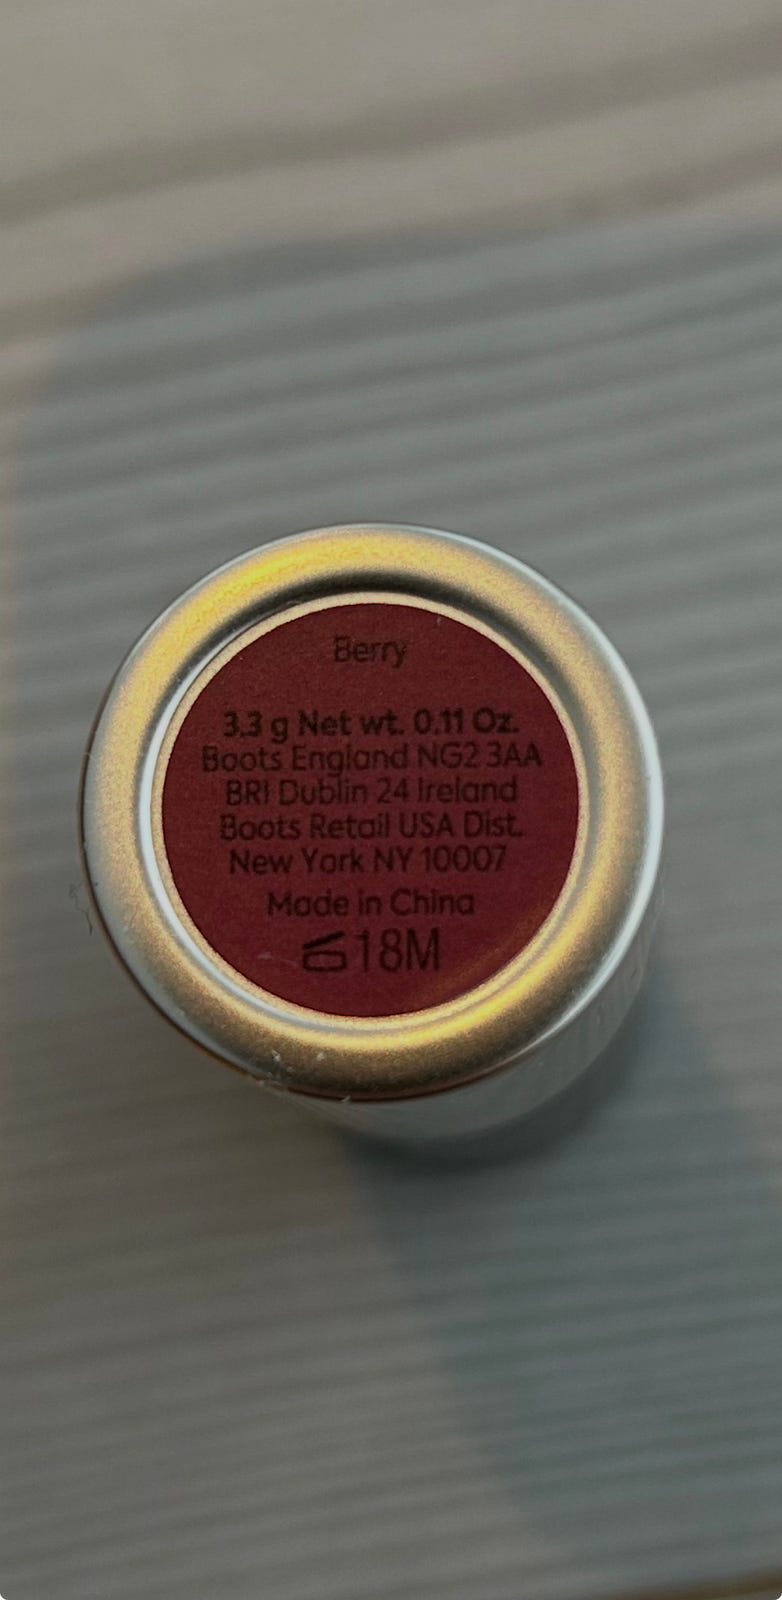 Berry
3.3 g Net wt. 0.11 Oz.
Boots England NG2 3AA
BRI Dublin 24 Ireland
Boots Retail USA Dist.
New York NY 10007
Made in China
18M